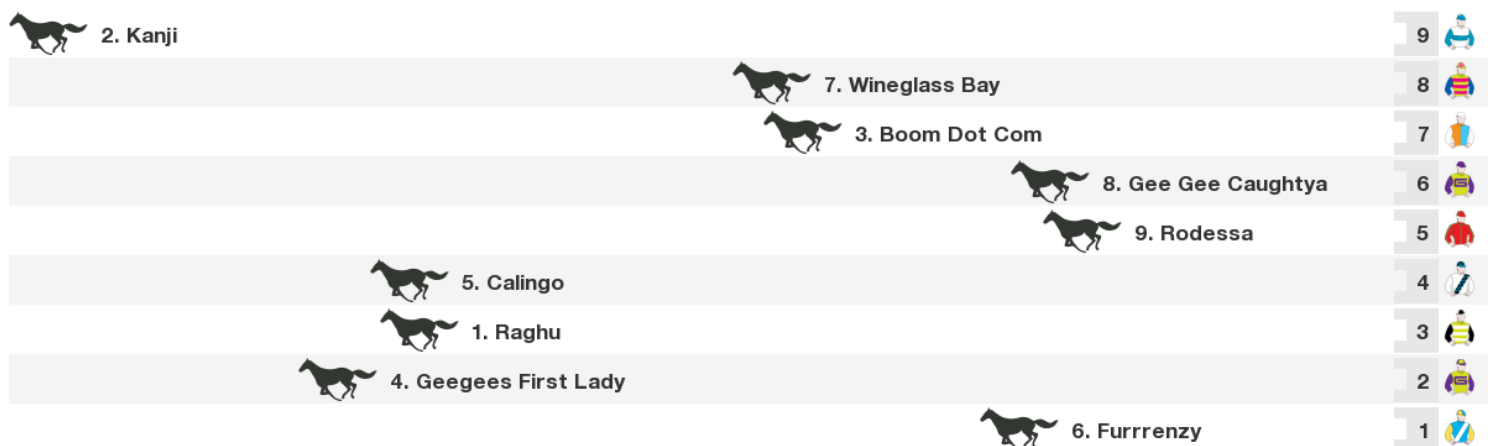 2. Kanji 9
7. Wineglass Bay 8
3. Boom Dot Com 7
8. Gee Gee Caughtya 6
9. Rodessa 5
5. Calingo 4
1. Raghu 3
4. Geegees First Lady 2
6. Furrrenzy 1